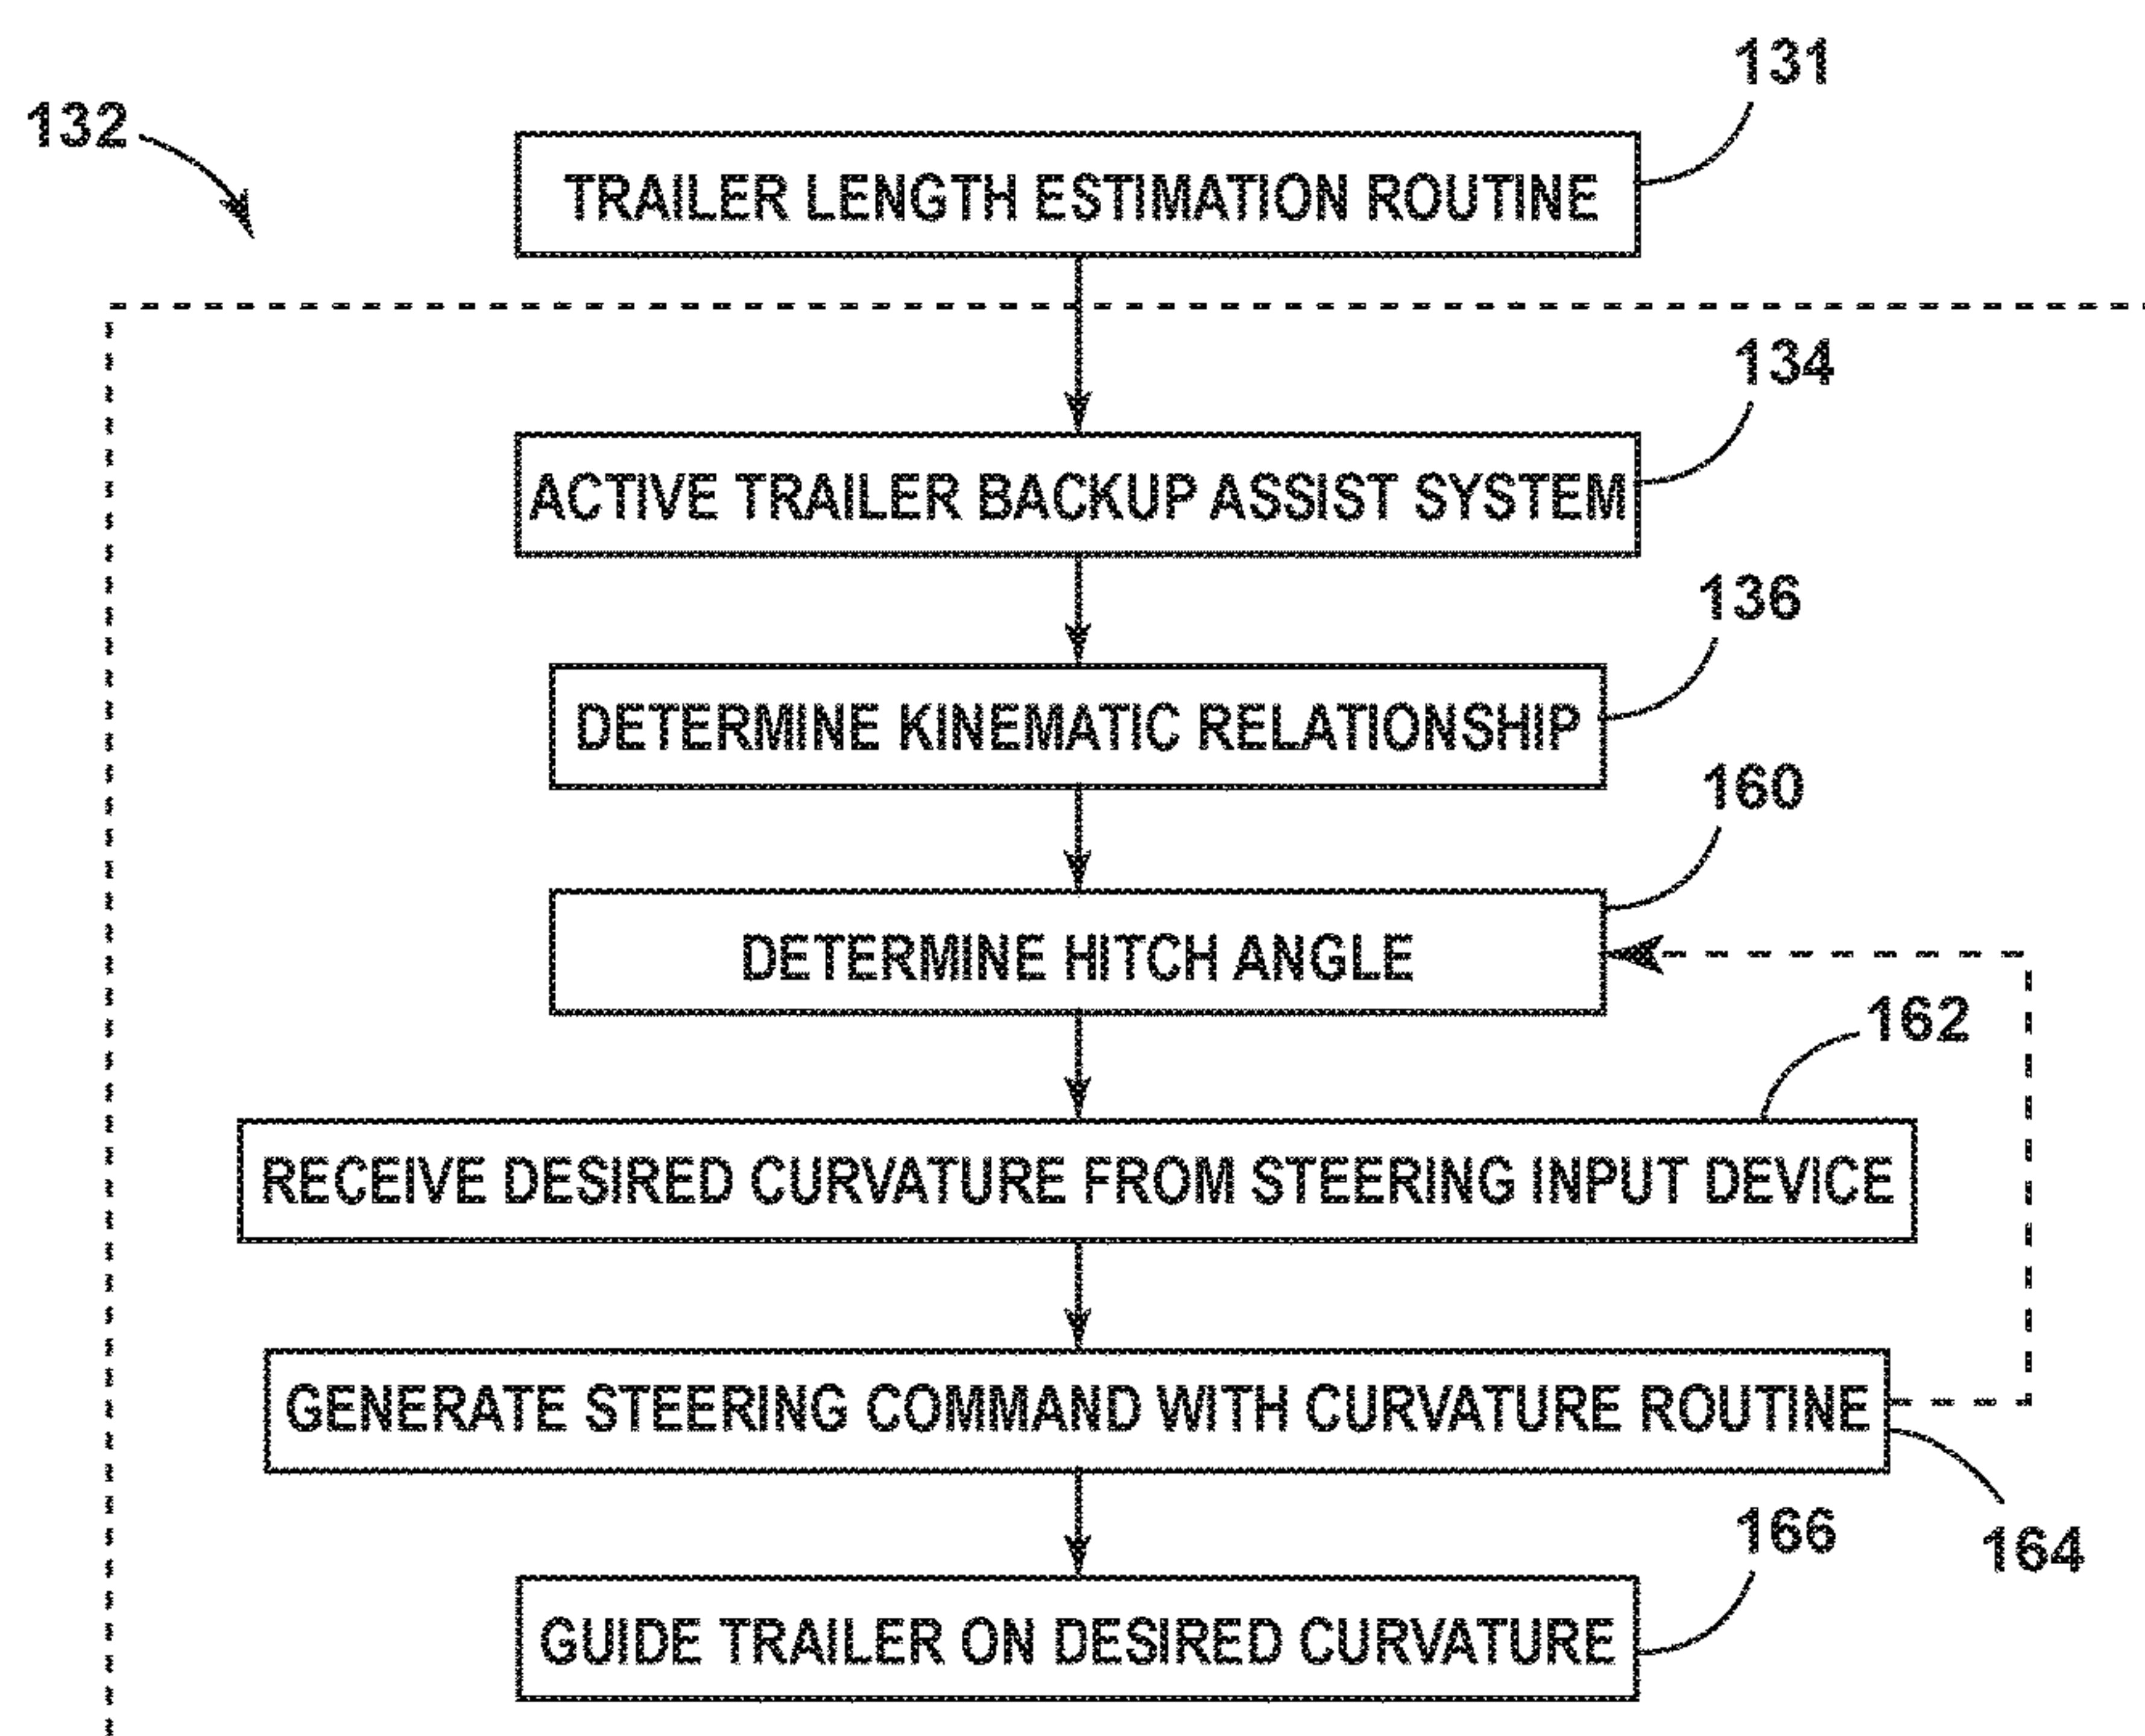 131
132
TRAILER LENGTH ESTIMATION ROUTINE
134
ACTIVE TRAILER BACKUP ASSIST SYSTEM
136
DETERMINE KINEMATIC RELATIONSHIP
160
DETERMINE HITCH ANGLE
162
RECEIVE DESIRED CURVATURE FROM STEERING INPUT DEVICE
GENERATE STEERING COMMAND WITH CURVATURE ROUTINE
166
164
GUIDE TRAILER ON DESIRED CURVATURE